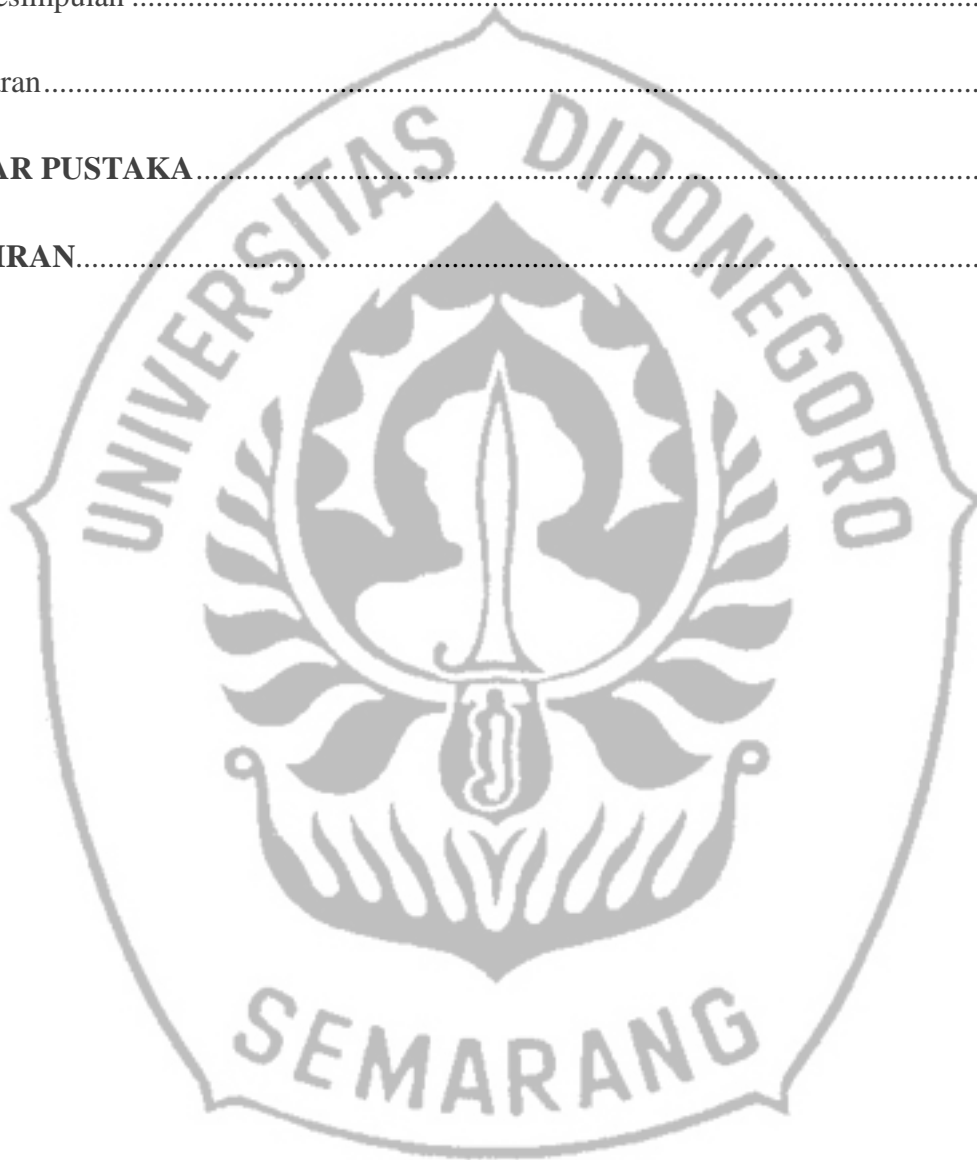 esimpulan ....................................................................................................
ran....................................................................................................
AR PUSTAKA....................................................................................................
IRAN....................................................................................................
UNIVERSITAS DIPONEGORO
SEMARANG